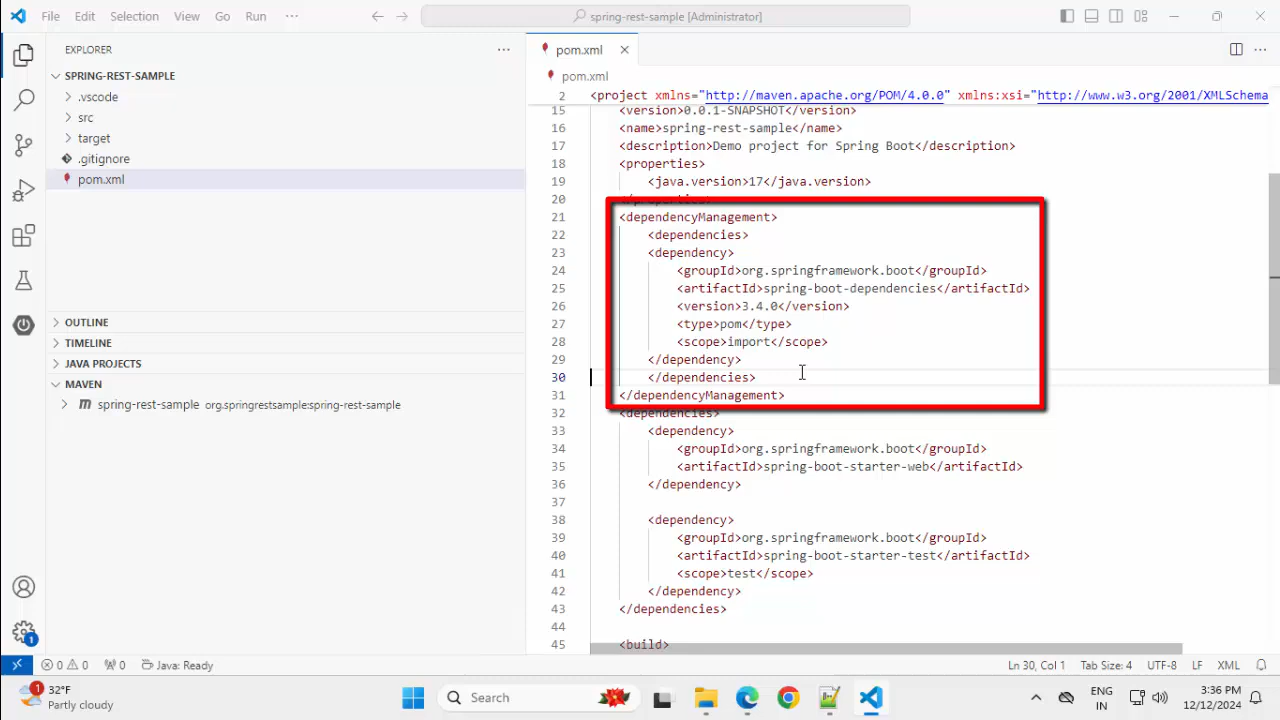 File Edit Selection View Go Run ···
spring-rest-sample [Administrator]
EXPLORER ···
SPRING-REST-SAMPLE
.vscode
src
target
.gitignore
pom.xml
OUTLINE
TIMELINE
JAVA PROJECTS
MAVEN
spring-rest-sample org.springrestsample:spring-rest-sample
pom.xml
pom.xml
2 <project xmlns="http://maven.apache.org/POM/4.0.0" xmlns:xsi="http://www.w3.org/2001/XMLSchema
15 <version>0.0.1-SNAPSHOT</version>
16 <name>spring-rest-sample</name>
17 <description>Demo project for Spring Boot</description>
18 <properties>
19 <java.version>17</java.version>
20 </properties>
21 <dependencyManagement>
22 <dependencies>
23 <dependency>
24 <groupId>org.springframework.boot</groupId>
25 <artifactId>spring-boot-dependencies</artifactId>
26 <version>3.4.0</version>
27 <type>pom</type>
28 <scope>import</scope>
29 </dependency>
30 </dependencies>
31 </dependencyManagement>
32 <dependencies>
33 <dependency>
34 <groupId>org.springframework.boot</groupId>
35 <artifactId>spring-boot-starter-web</artifactId>
36 </dependency>
37
38 <dependency>
39 <groupId>org.springframework.boot</groupId>
40 <artifactId>spring-boot-starter-test</artifactId>
41 <scope>test</scope>
42 </dependency>
43 </dependencies>
44
45 <build>
1
0 0 0 Java: Ready
Ln 30, Col 1 Tab Size: 4 UTF-8 LF XML
1
32°F
Partly cloudy
Search
ENG
IN
3:36 PM
12/12/2024